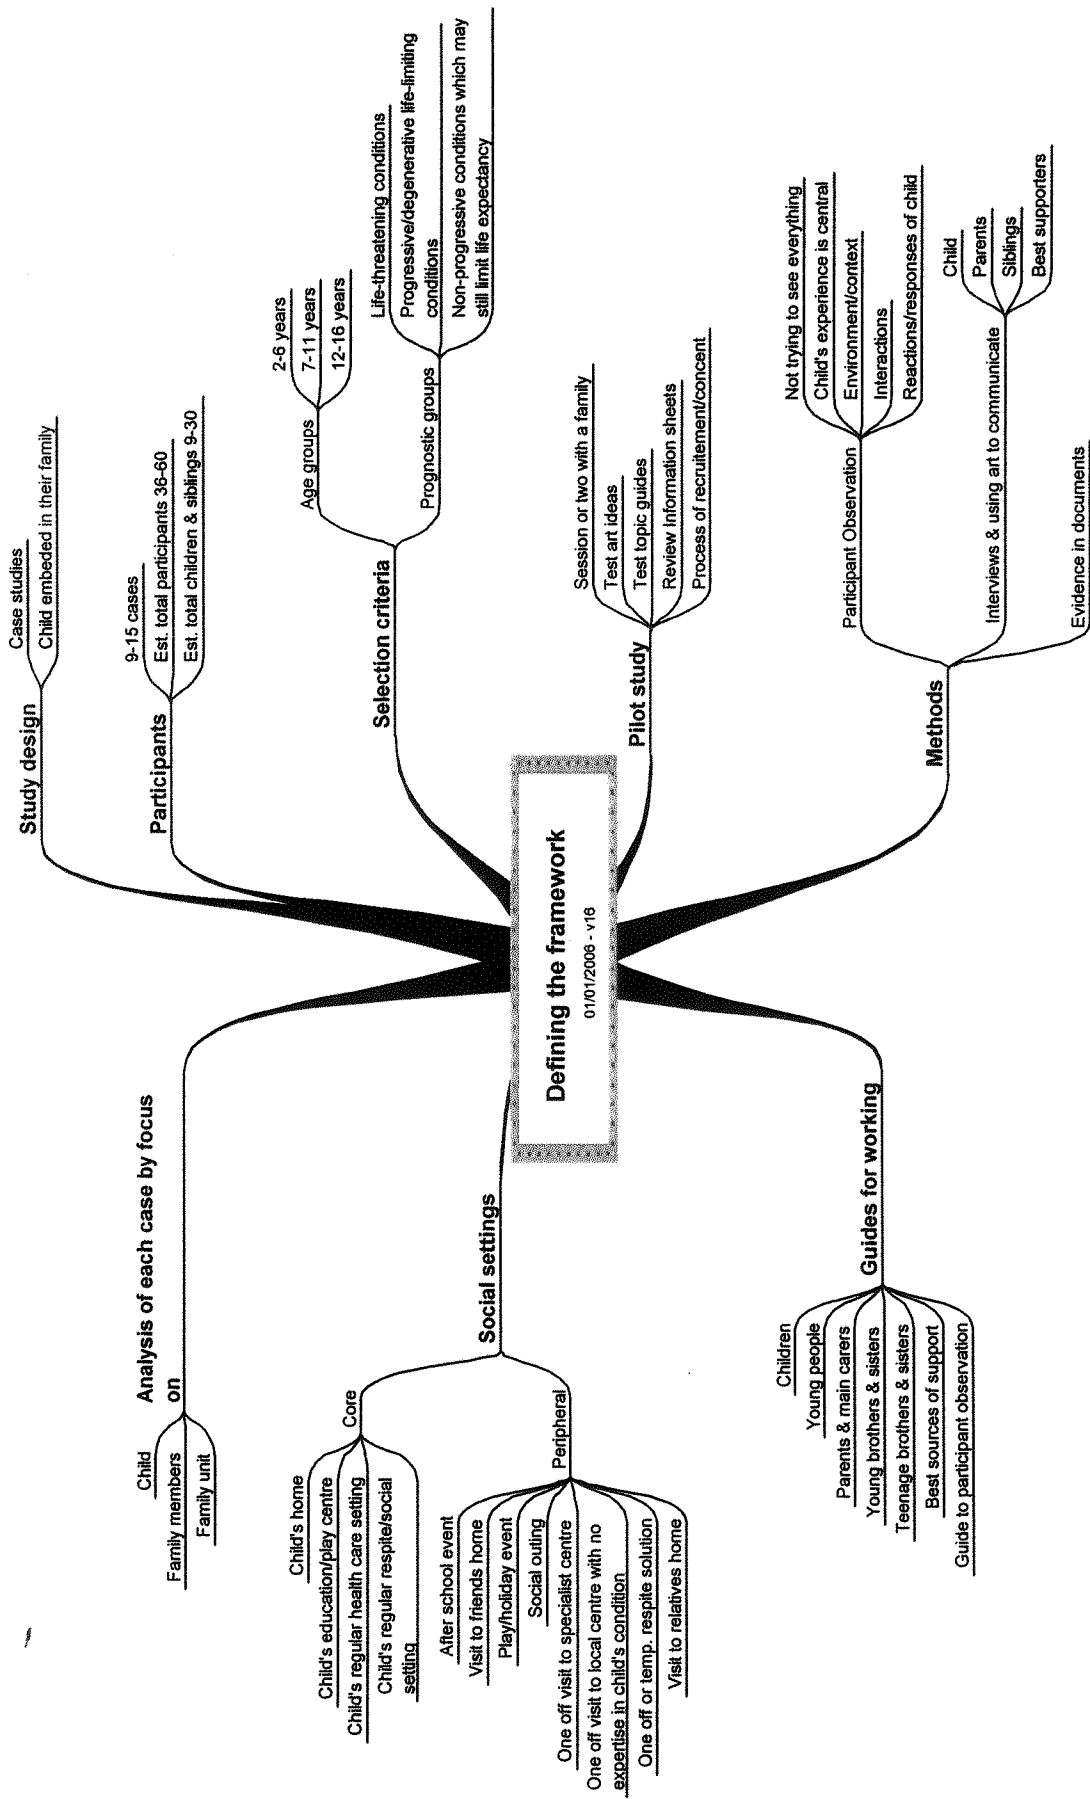 Defining the framework
01/01/2006 - v16
Study design
Case studies
Child embeded in their family
Participants
9-15 cases
Est. total participants 36-60
Est. total children & siblings 9-30
Selection criteria
Age groups
2-6 years
7-11 years
12-16 years
Prognostic groups
Life-threatening conditions
Progressive/degenerative life-limiting
conditions
Non-progressive conditions which may
still limit life expectancy
Pilot study
Session or two with a family
Test art ideas
Test topic guides
Review Information sheets
Process of recruitement/concent
Methods
Participant Observation
Not trying to see everything
Child's experience is central
Environment/context
Interactions
Reactions/responses of child
Interviews & using art to communicate
Child
Parents
Siblings
Best supporters
Evidence in documents
Guides for working
Children
Young people
Parents & main carers
Young brothers & sisters
Teenage brothers & sisters
Best sources of support
Guide to participant observation
Social settings
Core
Child's home
Child's education/play centre
Child's regular health care setting
Child's regular respite/social
setting
Peripheral
After school event
Visit to friends home
Play/holiday event
Social outing
One off visit to specialist centre
One off visit to local centre with no
expertise in child's condition
One off or temp. respite solution
Visit to relatives home
Analysis of each case by focus
on
Child
Family members
Family unit